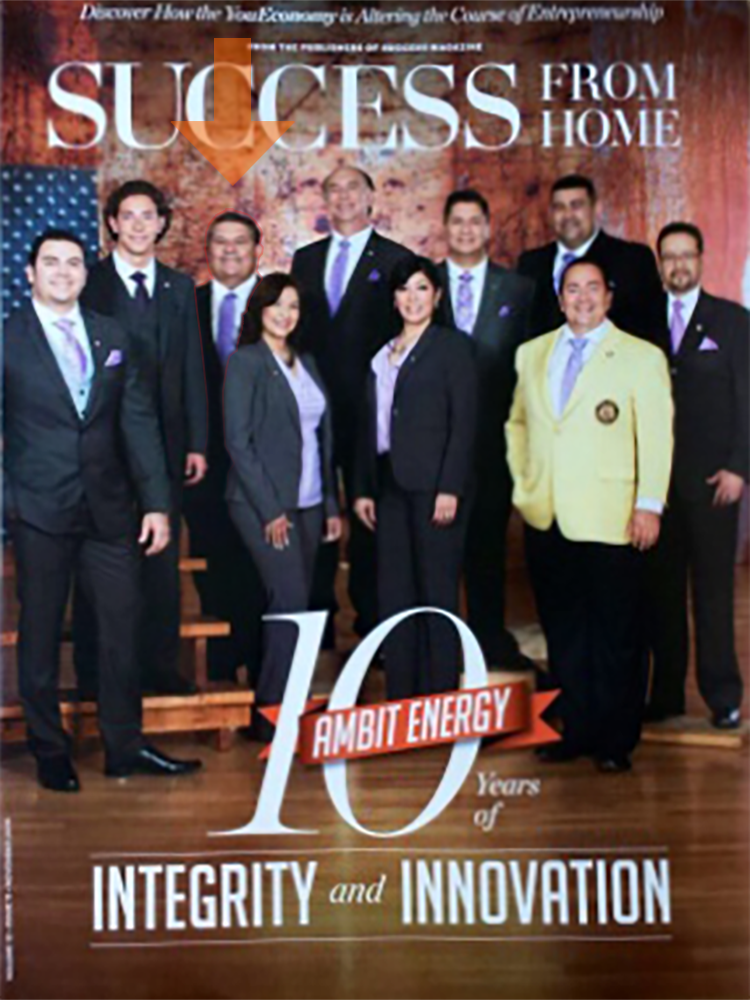 Discover How the YouEconomy is Altering the Course of Entrepreneurship
FROM THE PUBLISHERS OF SUCCESS MAGAZINE
SUCCESS FROM HOME
10
AMBIT ENERGY
Years
of
INTEGRITY and INNOVATION